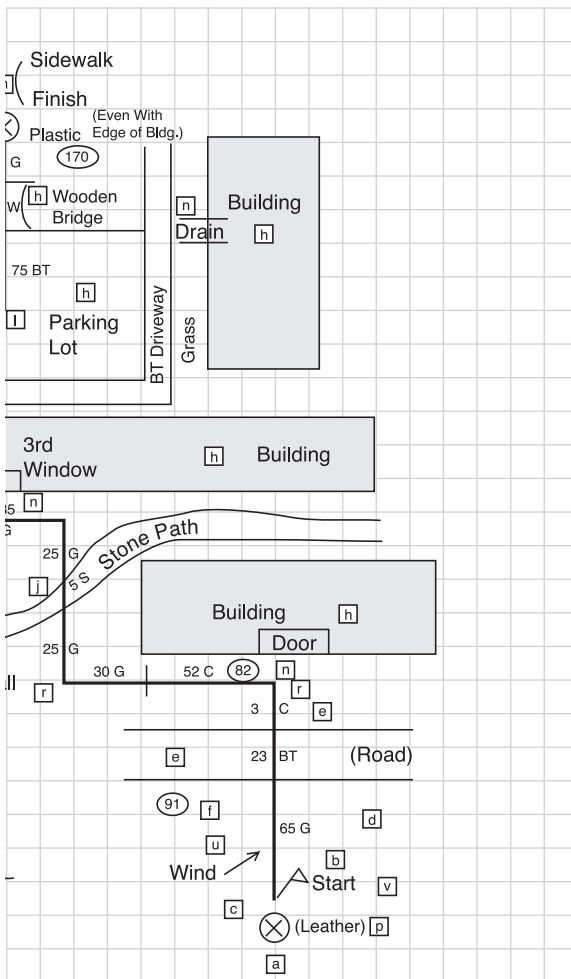 Sidewalk
Finish
(Even With
Edge of Bldg.)
Plastic
170
G
h
Wooden
Bridge
W
n
Building
Drain
h
75 BT
h
l
Parking
Lot
BT Driveway
Grass
3rd
Window
h
Building
n
G
25 G
Stone Path
5 S
j
25 G
Building
h
Door
30 G
52 C
82
n
r
r
3 C
e
e
23 BT
(Road)
91
f
d
65 G
u
b
Wind
Start
v
c
(Leather)
p
a